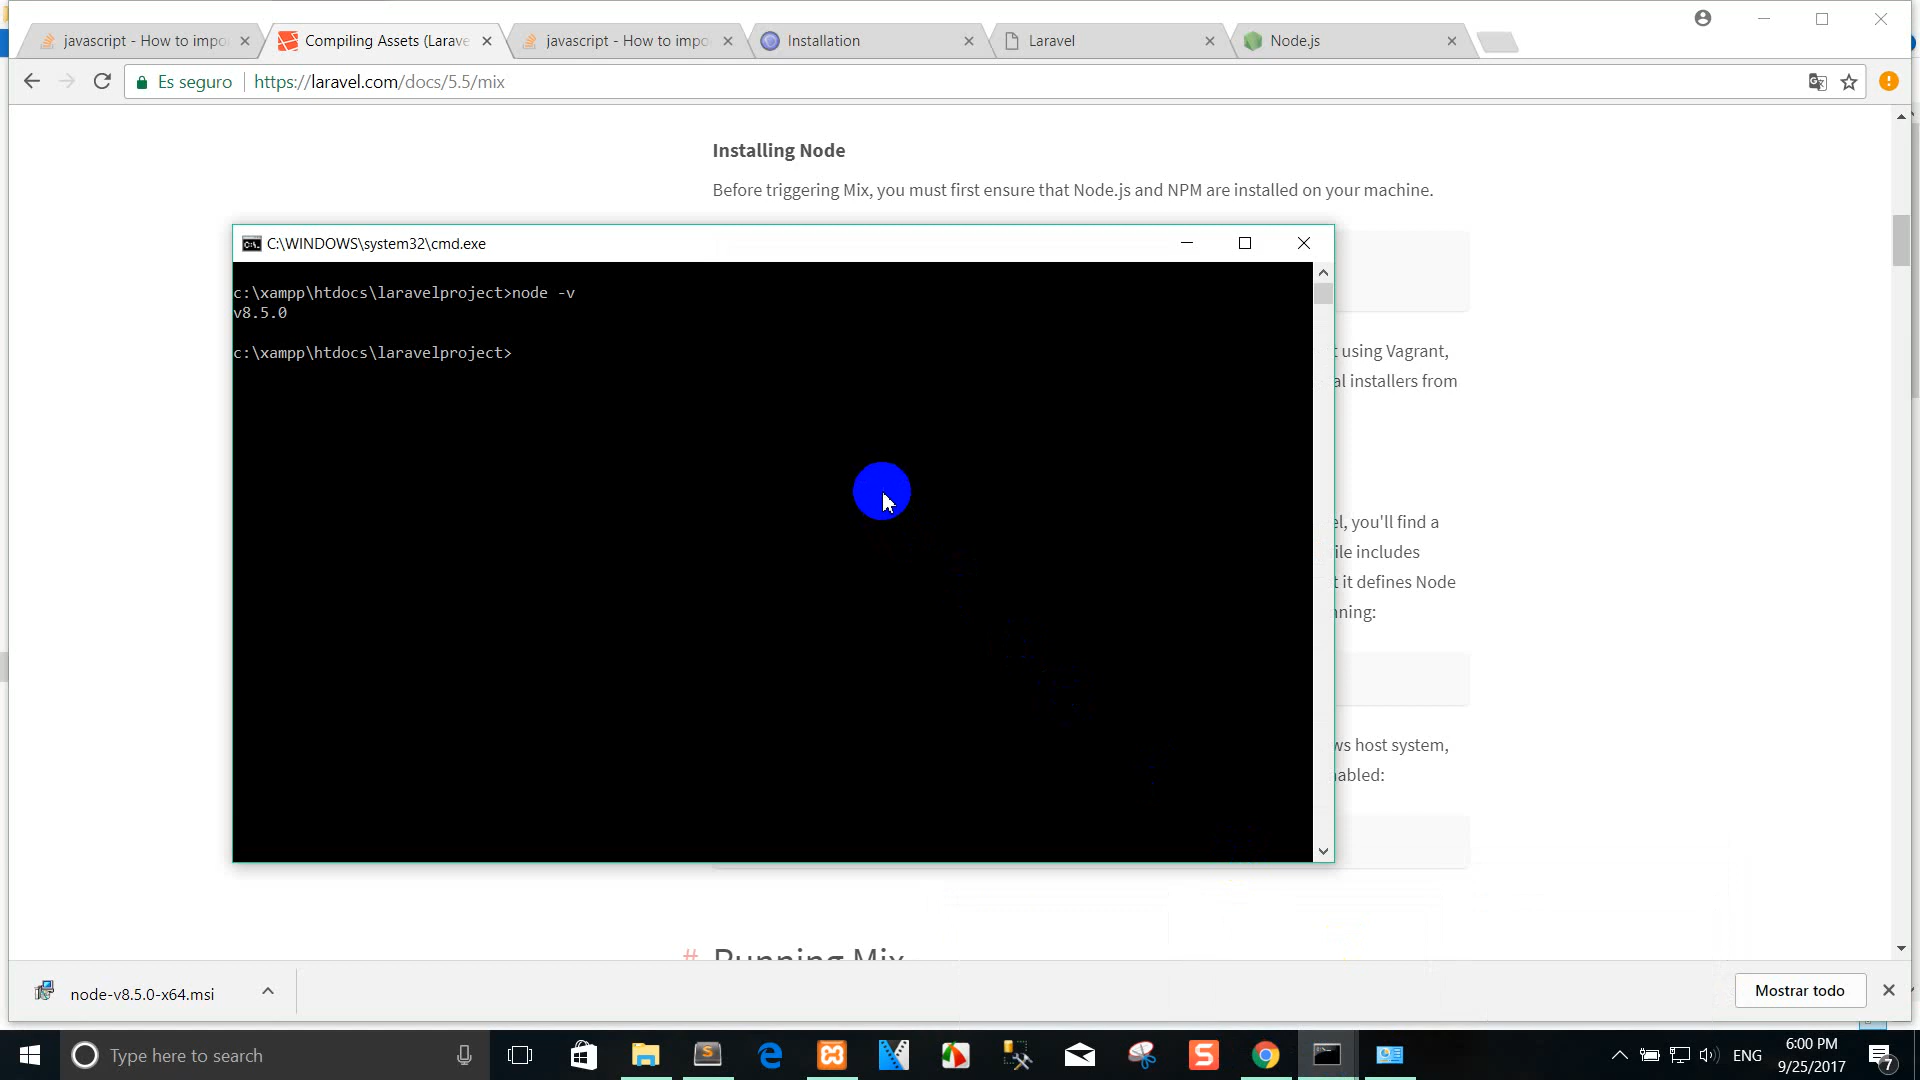 javascript - How to impo
Compiling Assets (Larave
javascript - How to impo
Installation
Laravel
Node.js
Es seguro
https://laravel.com/docs/5.5/mix
Installing Node
Before triggering Mix, you must first ensure that Node.js and NPM are installed on your machine.
C:\WINDOWS\system32\cmd.exe
c:\xampp\htdocs\laravelproject>node -v
v8.5.0
c:\xampp\htdocs\laravelproject>
using Vagrant,
al installers from
el, you'll find a
ile includes
t it defines Node
nning:
ws host system,
abled:
# Running Mix
node-v8.5.0-x64.msi
Mostrar todo
Type here to search
ENG
6:00 PM
9/25/2017
7